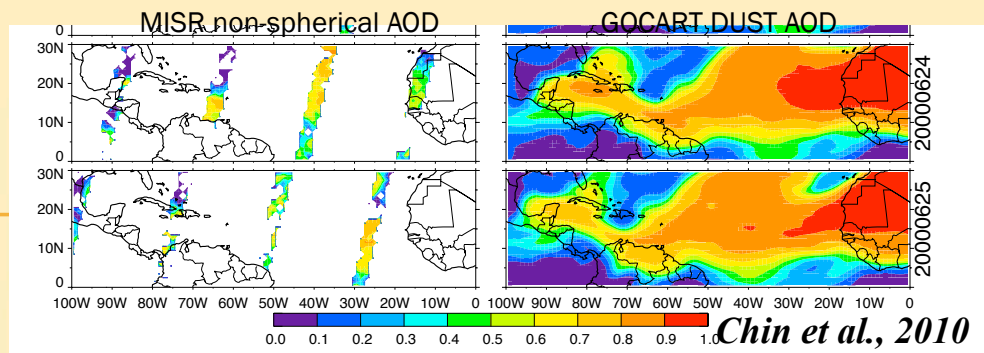 MISR non-spherical AOD
GOCART DUST AOD
0
0
30N
20N
10N
0
20000624
30N
20N
10N
0
20000625
100W 90W 80W 70W 60W 50W 40W 30W 20W 10W 0
100W 90W 80W 70W 60W 50W 40W 30W 20W 10W 0
0.0 0.1 0.2 0.3 0.4 0.5 0.6 0.7 0.8 0.9 1.0
Chin et al., 2010